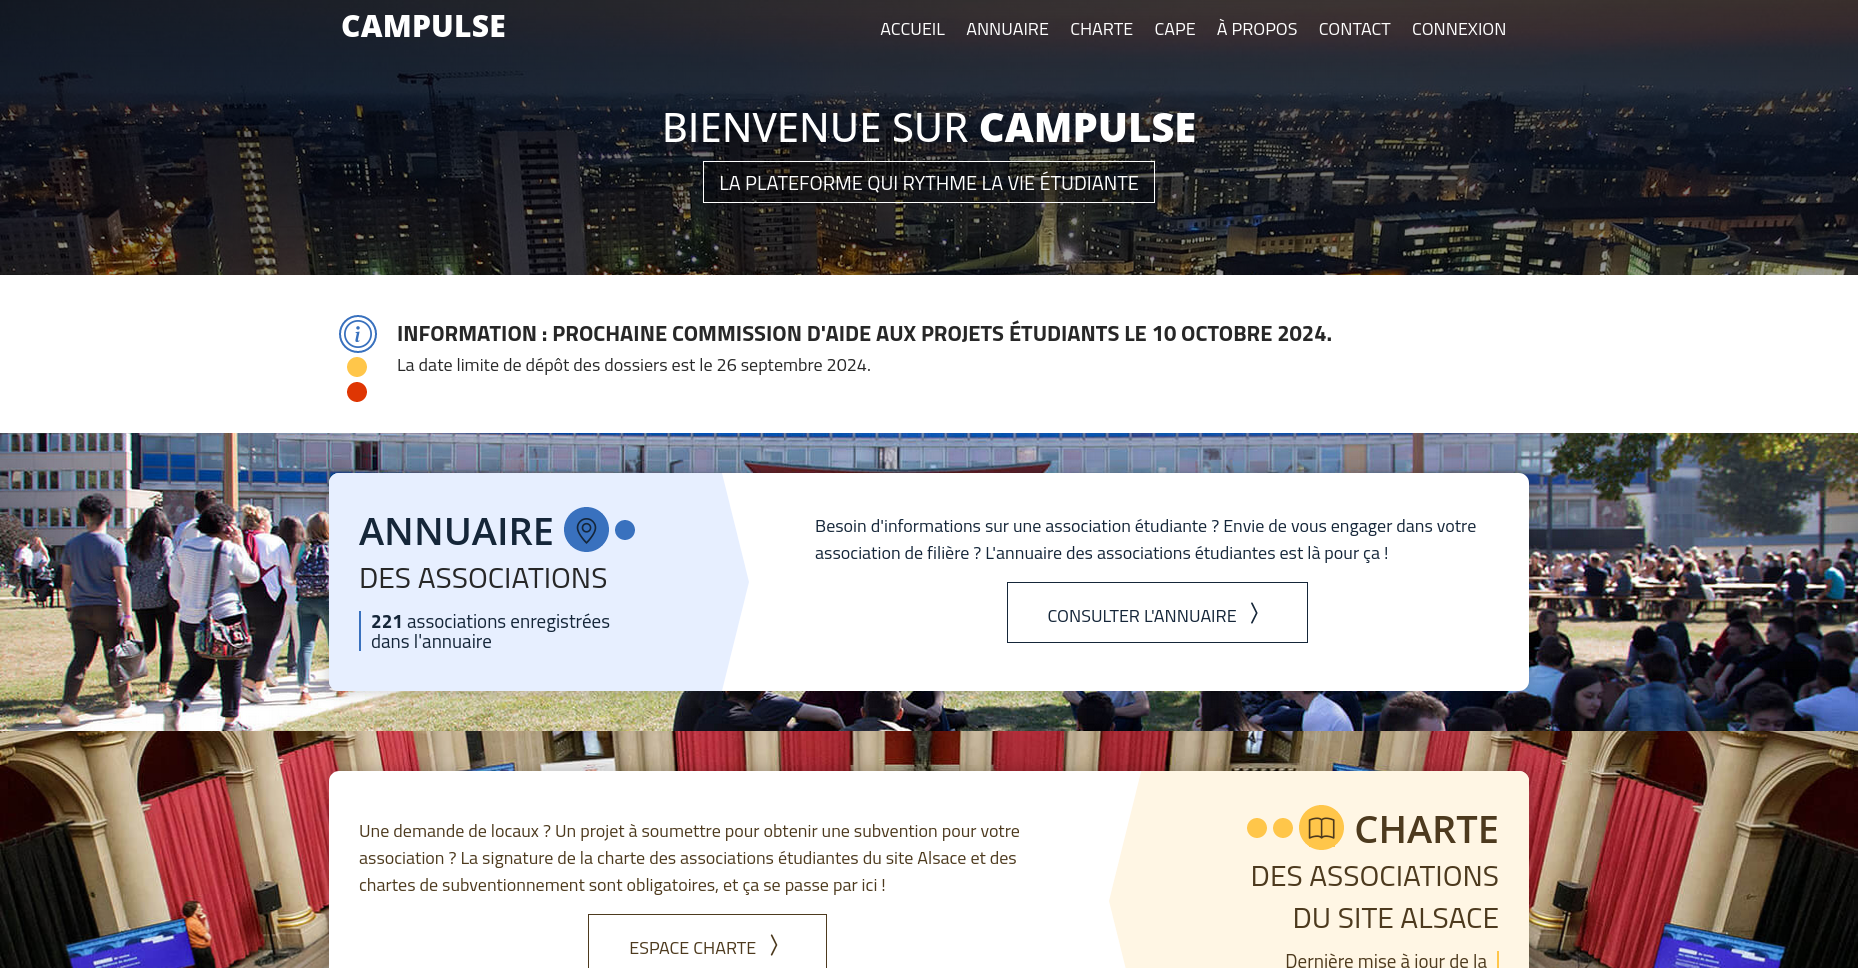 CAMPULSE
ACCUEIL ANNUAIRE CHARTE CAPE À PROPOS CONTACT CONNEXION
BIENVENUE SUR CAMPULSE
LA PLATEFORME QUI RYTHME LA VIE ÉTUDIANTE
INFORMATION : PROCHAINE COMMISSION D'AIDE AUX PROJETS ÉTUDIANTS LE 10 OCTOBRE 2024.
La date limite de dépôt des dossiers est le 26 septembre 2024.
ANNUAIRE
DES ASSOCIATIONS
221 associations enregistrées
dans l'annuaire
Besoin d'informations sur une association étudiante ? Envie de vous engager dans votre
association de filière ? L'annuaire des associations étudiantes est là pour ça !
CONSULTER L'ANNUAIRE
Une demande de locaux ? Un projet à soumettre pour obtenir une subvention pour votre
association ? La signature de la charte des associations étudiantes du site Alsace et des
chartes de subventionnement sont obligatoires, et ça se passe par ici !
ESPACE CHARTE
CHARTE
DES ASSOCIATIONS
DU SITE ALSACE
Dernière mise à jour de la